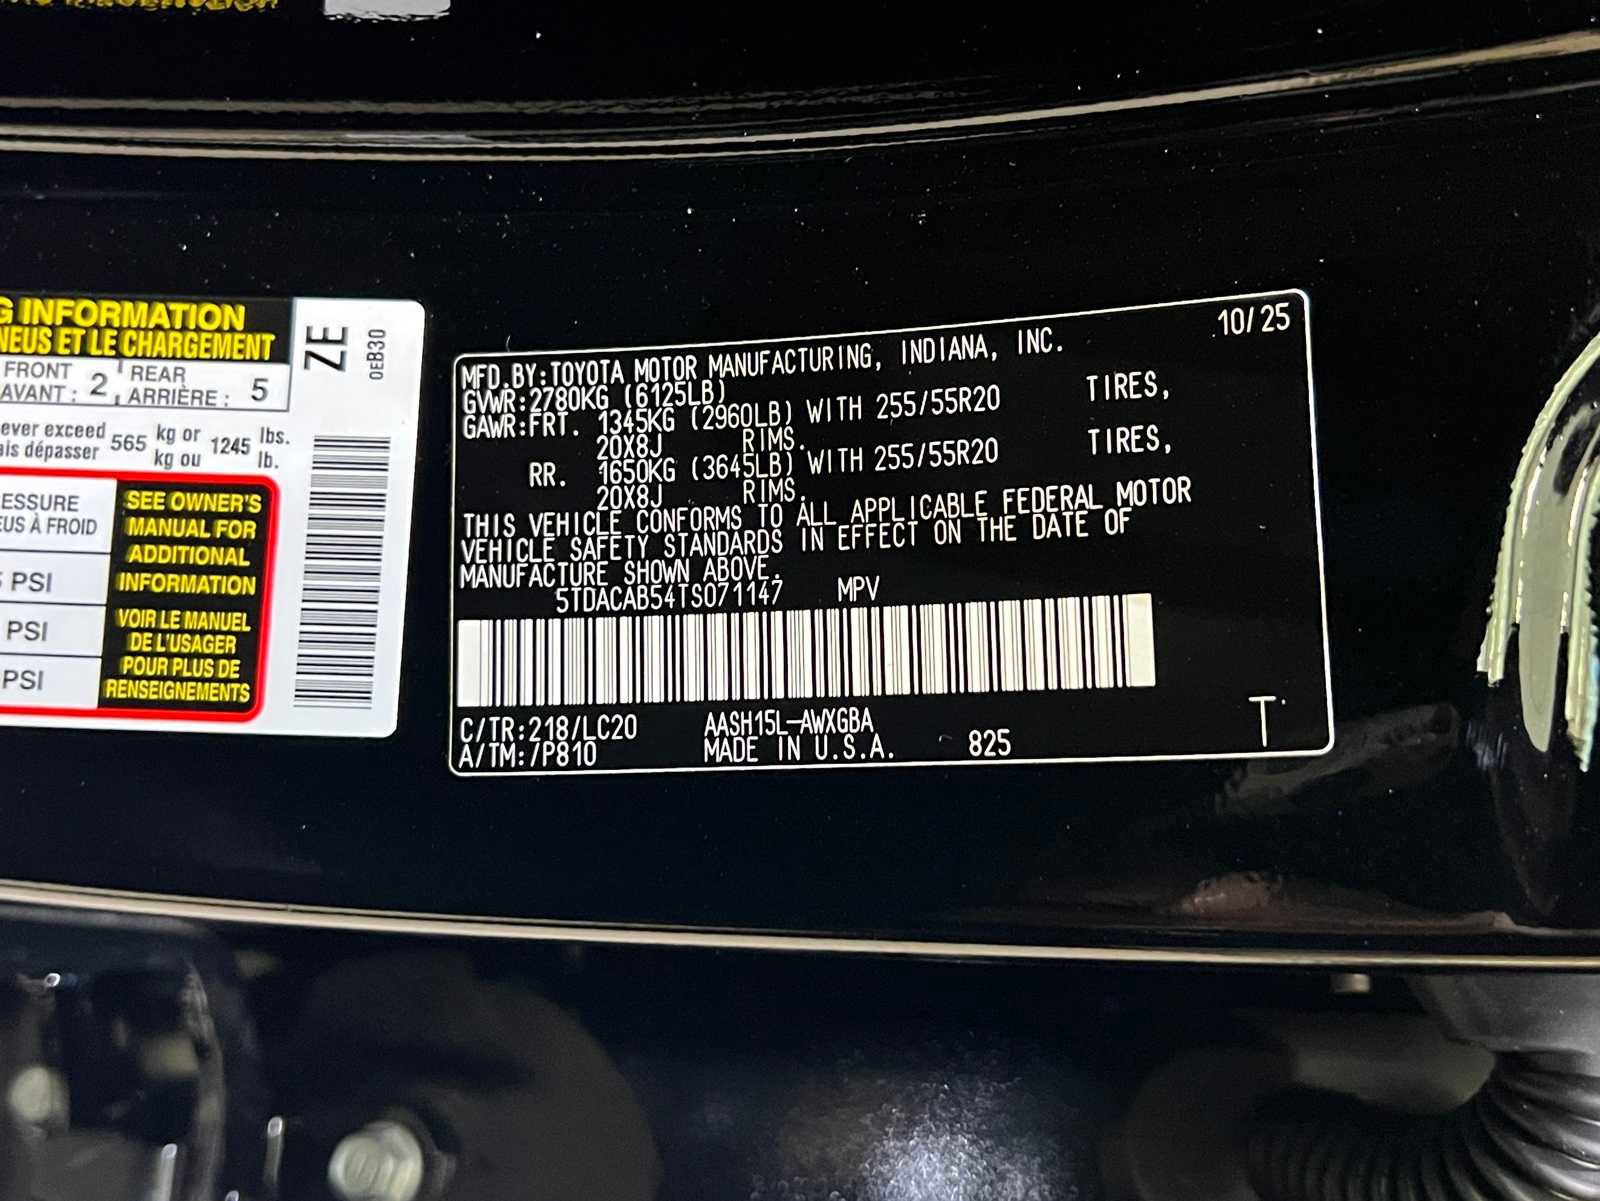 G INFORMATION
NEUS ET LE CHARGEMENT
FRONT
AVANT : 2
REAR
ARRIÈRE : 5
ever exceed
ais dépasser 565
kg or
kg ou 1245
lbs.
lb.
ESSURE
EUS À FROID
PSI
PSI
PSI
SEE OWNER'S
MANUAL FOR
ADDITIONAL
INFORMATION
VOIR LE MANUEL
DE L'USAGER
POUR PLUS DE
RENSEIGNEMENTS
ZE
0EB30
10/25
MFD.BY:TOYOTA MOTOR MANUFACTURING, INDIANA, INC.
GVWR:2780KG (6125LB)
GAWR:FRT. 1345KG (2960LB) WITH 255/55R20 TIRES,
20X8J RIMS.
RR. 1650KG (3645LB) WITH 255/55R20 TIRES,
20X8J RIMS.
THIS VEHICLE CONFORMS TO ALL APPLICABLE FEDERAL MOTOR
VEHICLE SAFETY STANDARDS IN EFFECT ON THE DATE OF
MANUFACTURE SHOWN ABOVE.
5TDACAB54TS071147 MPV
C/TR:218/LC20 AASH15L-AWXGBA
A/TM:/P810 MADE IN U.S.A. 825
T